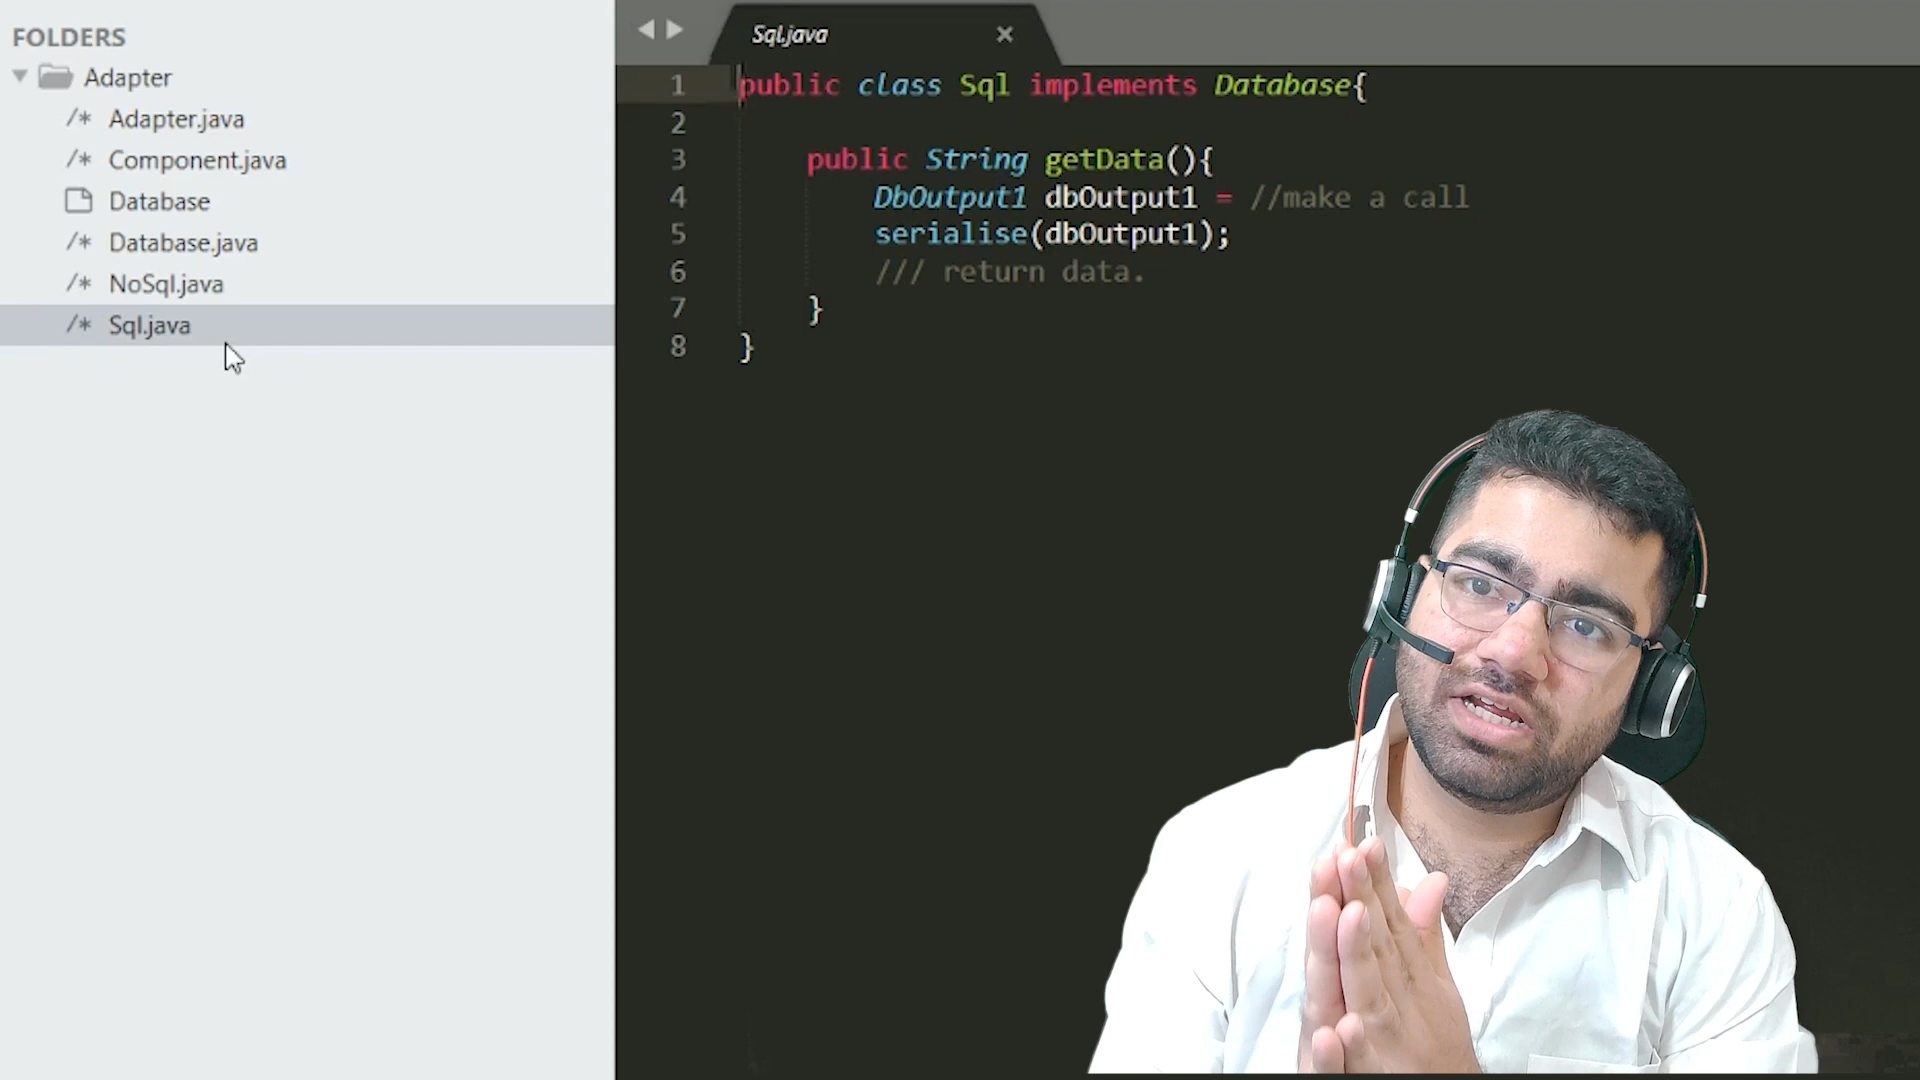 FOLDERS
Adapter
/* Adapter.java
/* Component.java
Database
/* Database.java
/* NoSql.java
/* Sql.java
Sql.java ×
1 public class Sql implements Database{
2
3 public String getData(){
4 DbOutput1 dbOutput1 = //make a call
5 serialise(dbOutput1);
6 /// return data.
7 }
8 }